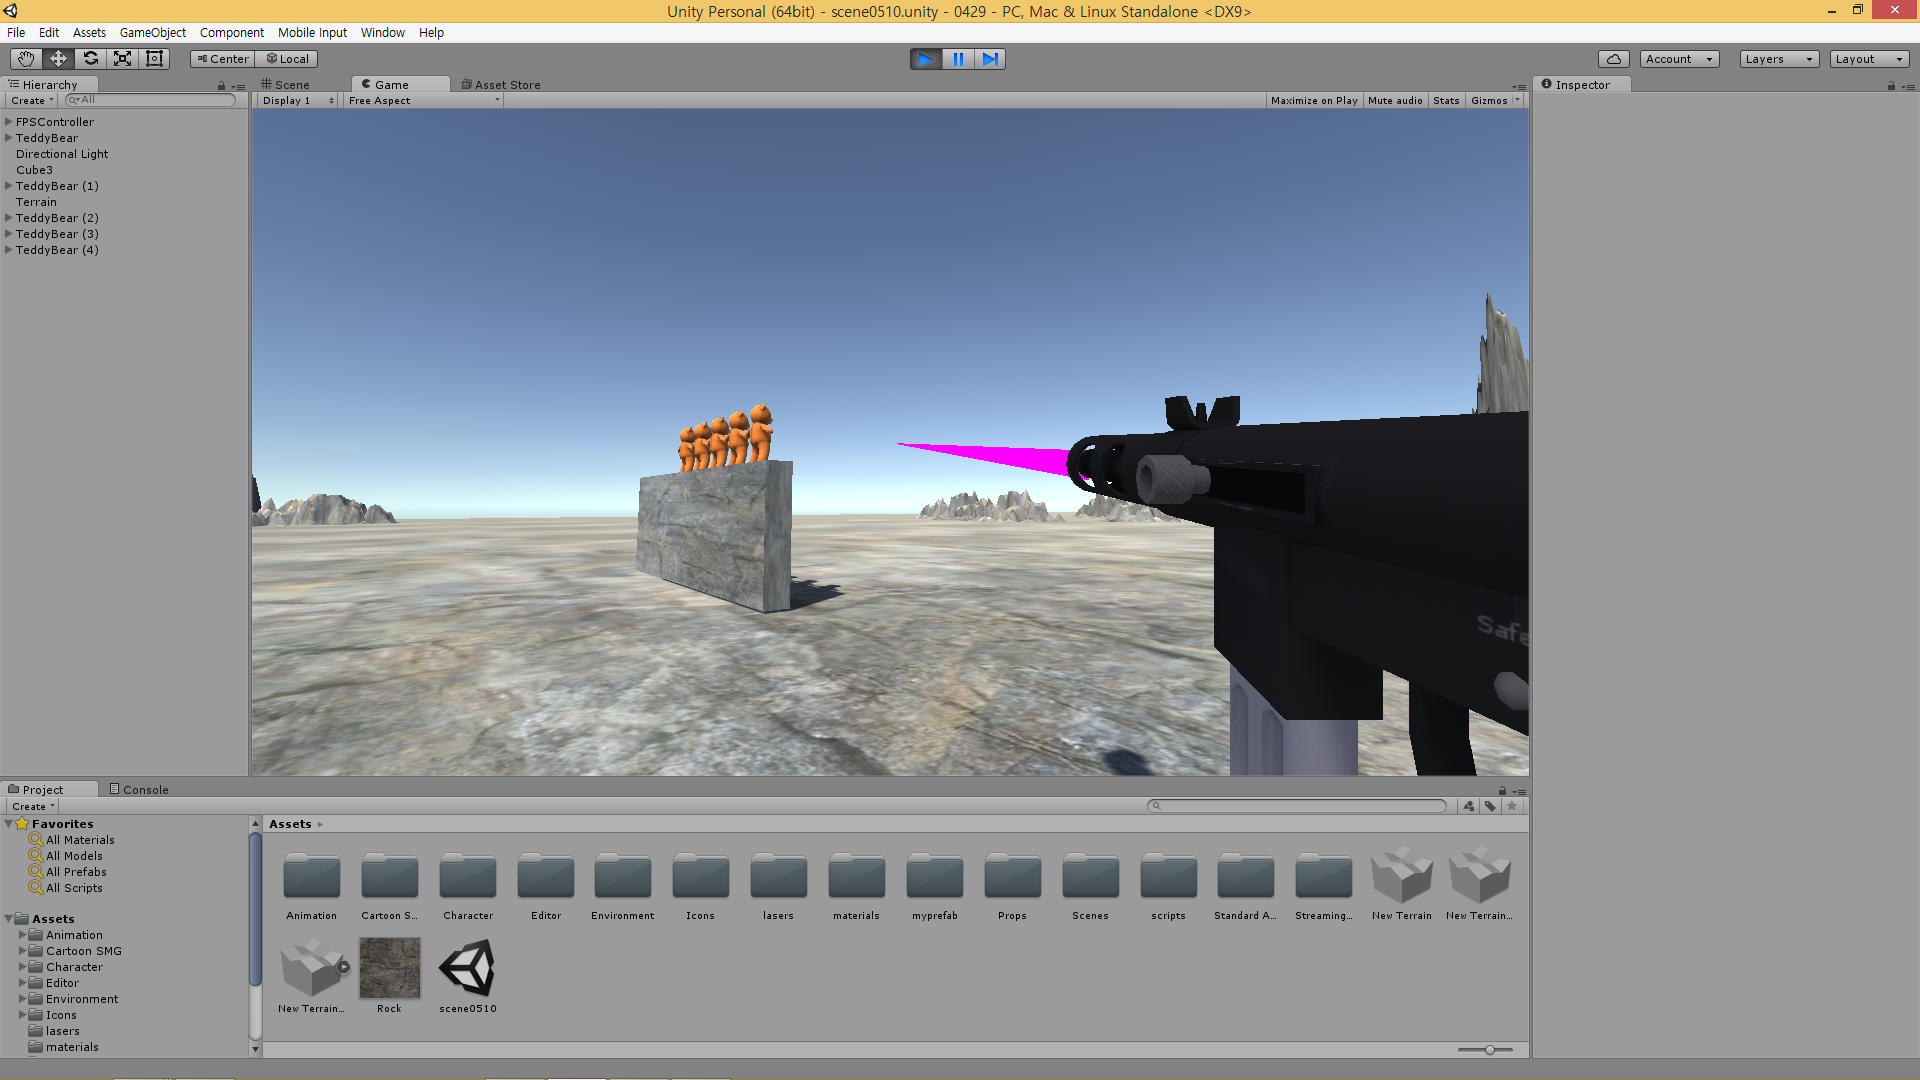 Unity Personal (64bit) - scene0510.unity - 0429 - PC, Mac & Linux Standalone <DX9>
File Edit Assets GameObject Component Mobile Input Window Help
Center Local Account Layers Layout
Hierarchy Scene Game Asset Store Inspector
Create All Display 1 Free Aspect Maximize on Play Mute audio Stats Gizmos
FPSController
TeddyBear
Directional Light
Cube3
TeddyBear (1)
Terrain
TeddyBear (2)
TeddyBear (3)
TeddyBear (4)
Safe
Project Console
Create
Favorites
All Materials
All Models
All Prefabs
All Scripts
Assets
Animation
Cartoon SMG
Character
Editor
Environment
Icons
lasers
materials
Assets
Animation Cartoon S... Character Editor Environment Icons lasers materials myprefab Props Scenes scripts Standard A... Streaming... New Terrain New Terrain...
New Terrain... Rock scene0510